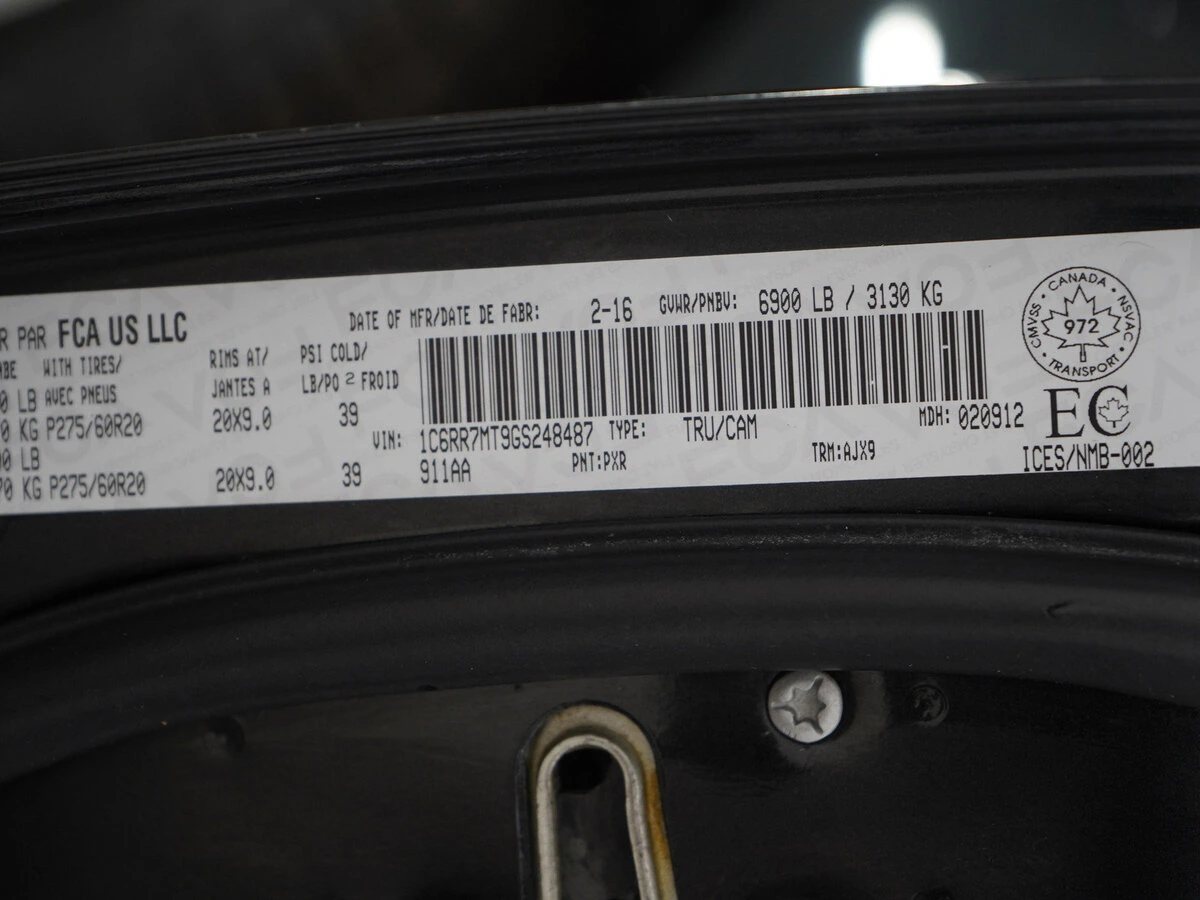 R PAR FCA US LLC
DATE OF MFR/DATE DE FABR: 2-16 GVWR/PNBV: 6900 LB / 3130 KG
WITH TIRES/ RIMS AT/ PSI COLD/
LB AVEC PNEUS JANTES A LB/PO² FROID
KG P275/60R20 20X9.0 39
VIN: 1C6RR7MT9GS248487 TYPE: TRU/CAM MDH: 020912
LB
911AA PNT:PXR TRM:AJX9
KG P275/60R20 20X9.0 39
CANADA
CMVSS 972 NSVAC
TRANSPORT
EC
ICES/NMB-002